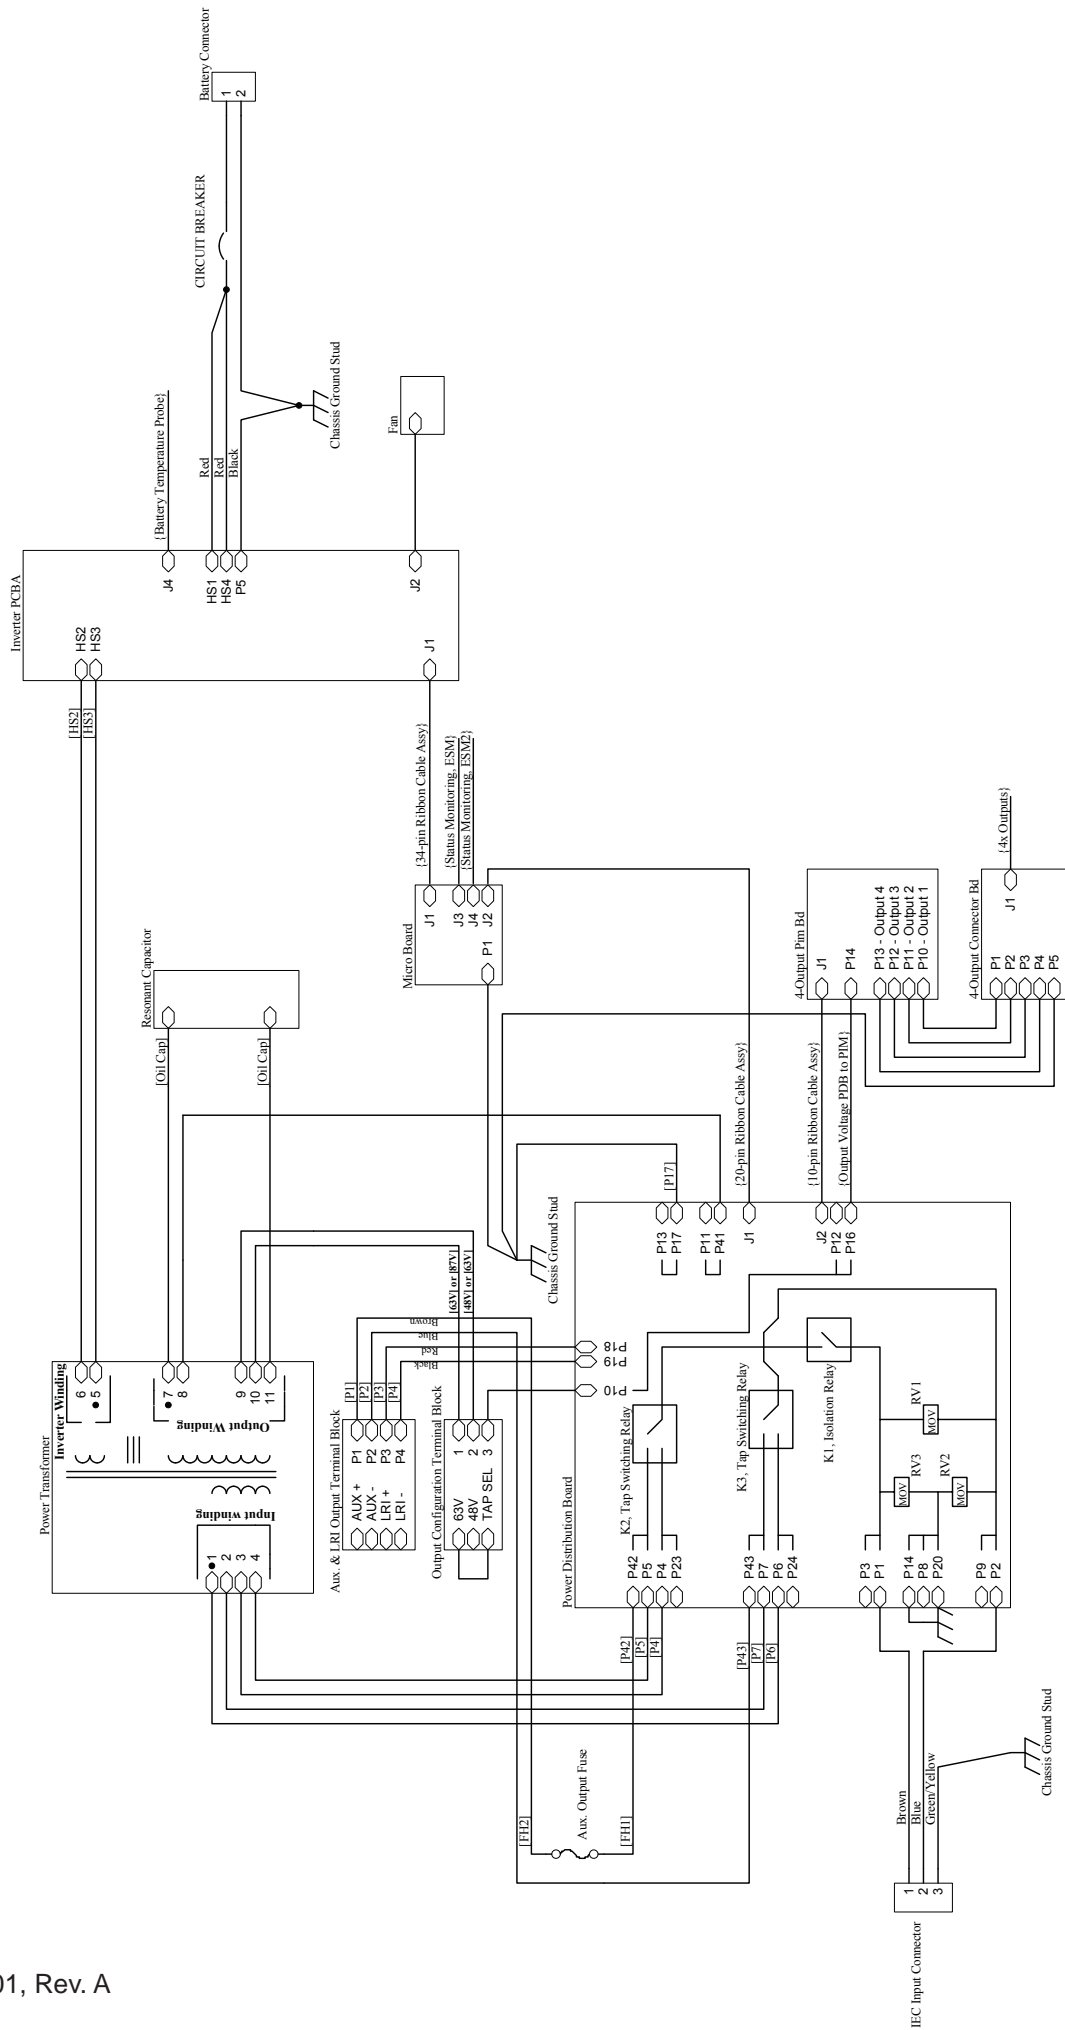 Battery Connector
1
2
CIRCUIT BREAKER
Chassis Ground Stud
{Battery Temperature Probe}
Red
Red
Black
Fan
Inverter PCBA
J4
HS1
HS4
P5
J2
HS2
HS3
J1
[HS2]
[HS3]
{34-pin Ribbon Cable Assy}
{Status Monitoring, ESM}
{Status Monitoring, ESM2}
Micro Board
J1
J3
J4
J2
P1
{4x Outputs}
4-Output Pim Bd
J1
P14
P13 - Output 4
P12 - Output 3
P11 - Output 2
P10 - Output 1
4-Output Connector Bd
J1
P1
P2
P3
P4
P5
Resonant Capacitor
[Oil Cap]
[Oil Cap]
{20-pin Ribbon Cable Assy}
{10-pin Ribbon Cable Assy}
{Output Voltage PDB to PIM}
[P17]
Chassis Ground Stud
[63V] or [87V]
[48V] or [63V]
Brown
Blue
Red
Black
Power Transformer
Inverter Winding
6
5
7
8
Output Winding
9
10
11
Input winding
1
2
3
4
Aux. & LRI Output Terminal Block
[P1]
[P2]
[P3]
[P4]
AUX + P1
AUX - P2
LRI + P3
LRI - P4
Output Configuration Terminal Block
63V 1
48V 2
TAP SEL 3
Power Distribution Board
P13
P17
P11
P41
J1
J2
P12
P16
P18
P19
P10
K2, Tap Switching Relay
K3, Tap Switching Relay
K1, Isolation Relay
RV1
MOV
RV3
MOV
RV2
MOV
P42
P5
P4
P23
P43
P7
P6
P24
P3
P1
P14
P8
P20
P9
P2
[P42]
[P5]
[P4]
[P43]
[P7]
[P6]
[FH2]
Aux. Output Fuse
[FH1]
Brown
Blue
Green/Yellow
Chassis Ground Stud
1
2
3
IEC Input Connector
01, Rev. A